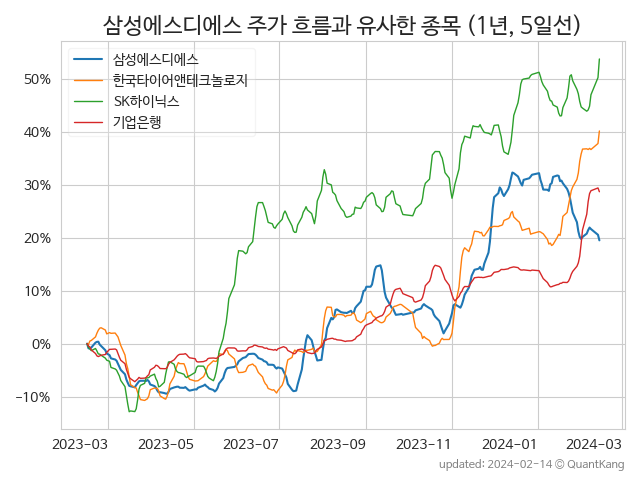 삼성에스디에스 주가 흐름과 유사한 종목 (1년, 5일선)
삼성에스디에스
한국타이어앤테크놀로지
SK하이닉스
기업은행
50%
40%
30%
20%
10%
0%
−10%
2023-03 2023-05 2023-07 2023-09 2023-11 2024-01 2024-03
updated: 2024-02-14 © QuantKang